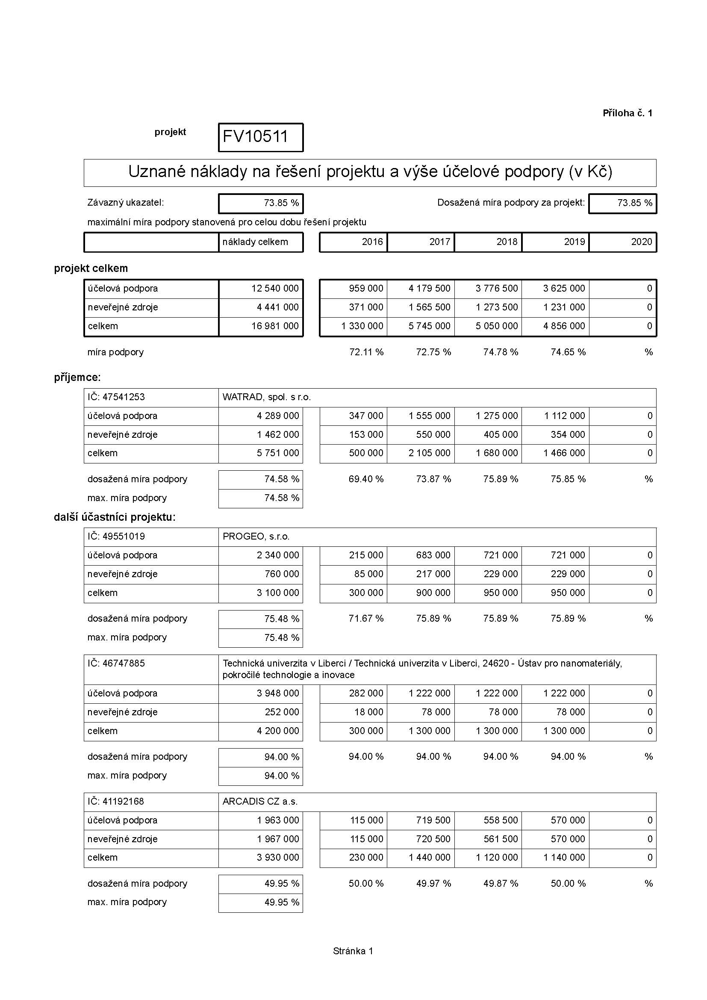 Příloha č. 1
projekt FV10511
Uznané náklady na řešení projektu a výše účelové podpory (v Kč)
Závazný ukazatel: 73.85 % Dosažená míra podpory za projekt: 73.85 %
maximální míra podpory stanovená pro celou dobu řešení projektu
náklady celkem 2016 2017 2018 2019 2020
projekt celkem
účelová podpora 12 540 000 959 000 4 179 500 3 776 500 3 625 000 0
neveřejné zdroje 4 441 000 371 000 1 565 500 1 273 500 1 231 000 0
celkem 16 981 000 1 330 000 5 745 000 5 050 000 4 856 000 0
míra podpory 72.11 % 72.75 % 74.78 % 74.65 % %
příjemce:
IČ: 47541253 WATRAD, spol. s r.o.
účelová podpora 4 289 000 347 000 1 555 000 1 275 000 1 112 000 0
neveřejné zdroje 1 462 000 153 000 550 000 405 000 354 000 0
celkem 5 751 000 500 000 2 105 000 1 680 000 1 466 000 0
dosažená míra podpory 74.58 % 69.40 % 73.87 % 75.89 % 75.85 % %
max. míra podpory 74.58 %
další účastníci projektu:
IČ: 49551019 PROGEO, s.r.o.
účelová podpora 2 340 000 215 000 683 000 721 000 721 000 0
neveřejné zdroje 760 000 85 000 217 000 229 000 229 000 0
celkem 3 100 000 300 000 900 000 950 000 950 000 0
dosažená míra podpory 75.48 % 71.67 % 75.89 % 75.89 % 75.89 % %
max. míra podpory 75.48 %
IČ: 46747885 Technická univerzita v Liberci / Technická univerzita v Liberci, 24620 - Ústav pro nanomateriály,
pokročilé technologie a inovace
účelová podpora 3 948 000 282 000 1 222 000 1 222 000 1 222 000 0
neveřejné zdroje 252 000 18 000 78 000 78 000 78 000 0
celkem 4 200 000 300 000 1 300 000 1 300 000 1 300 000 0
dosažená míra podpory 94.00 % 94.00 % 94.00 % 94.00 % 94.00 % %
max. míra podpory 94.00 %
IČ: 41192168 ARCADIS CZ a.s.
účelová podpora 1 963 000 115 000 719 500 558 500 570 000 0
neveřejné zdroje 1 967 000 115 000 720 500 561 500 570 000 0
celkem 3 930 000 230 000 1 440 000 1 120 000 1 140 000 0
dosažená míra podpory 49.95 % 50.00 % 49.97 % 49.87 % 50.00 % %
max. míra podpory 49.95 %
Stránka 1